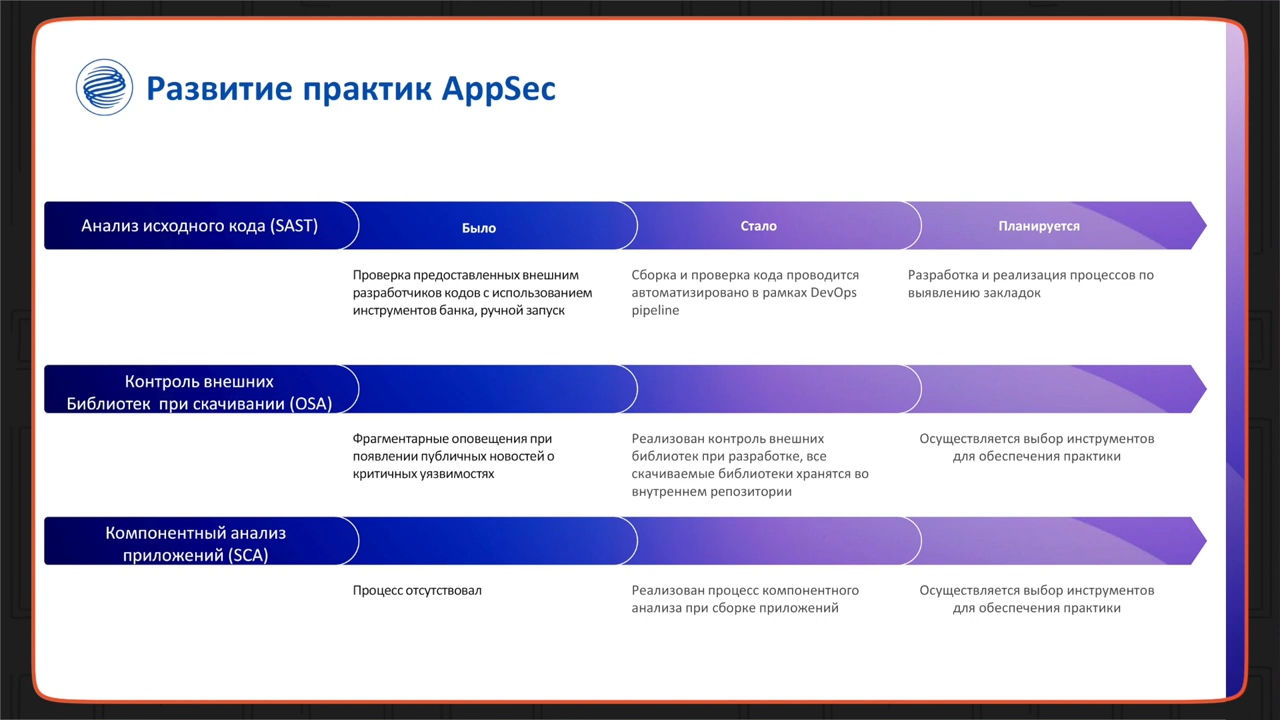 Развитие практик AppSec
Анализ исходного кода (SAST)
Было
Стало
Планируется
Проверка предоставленных внешним
разработчиков кодов с использованием
инструментов банка, ручной запуск
Сборка и проверка кода проводится
автоматизировано в рамках DevOps
pipeline
Разработка и реализация процессов по
выявлению закладок
Контроль внешних
Библиотек при скачивании (OSA)
Фрагментарные оповещения при
появлении публичных новостей о
критичных уязвимостях
Реализован контроль внешних
библиотек при разработке, все
скачиваемые библиотеки хранятся во
внутреннем репозитории
Осуществляется выбор инструментов
для обеспечения практики
Компонентный анализ
приложений (SCA)
Процесс отсутствовал
Реализован процесс компонентного
анализа при сборке приложений
Осуществляется выбор инструментов
для обеспечения практики